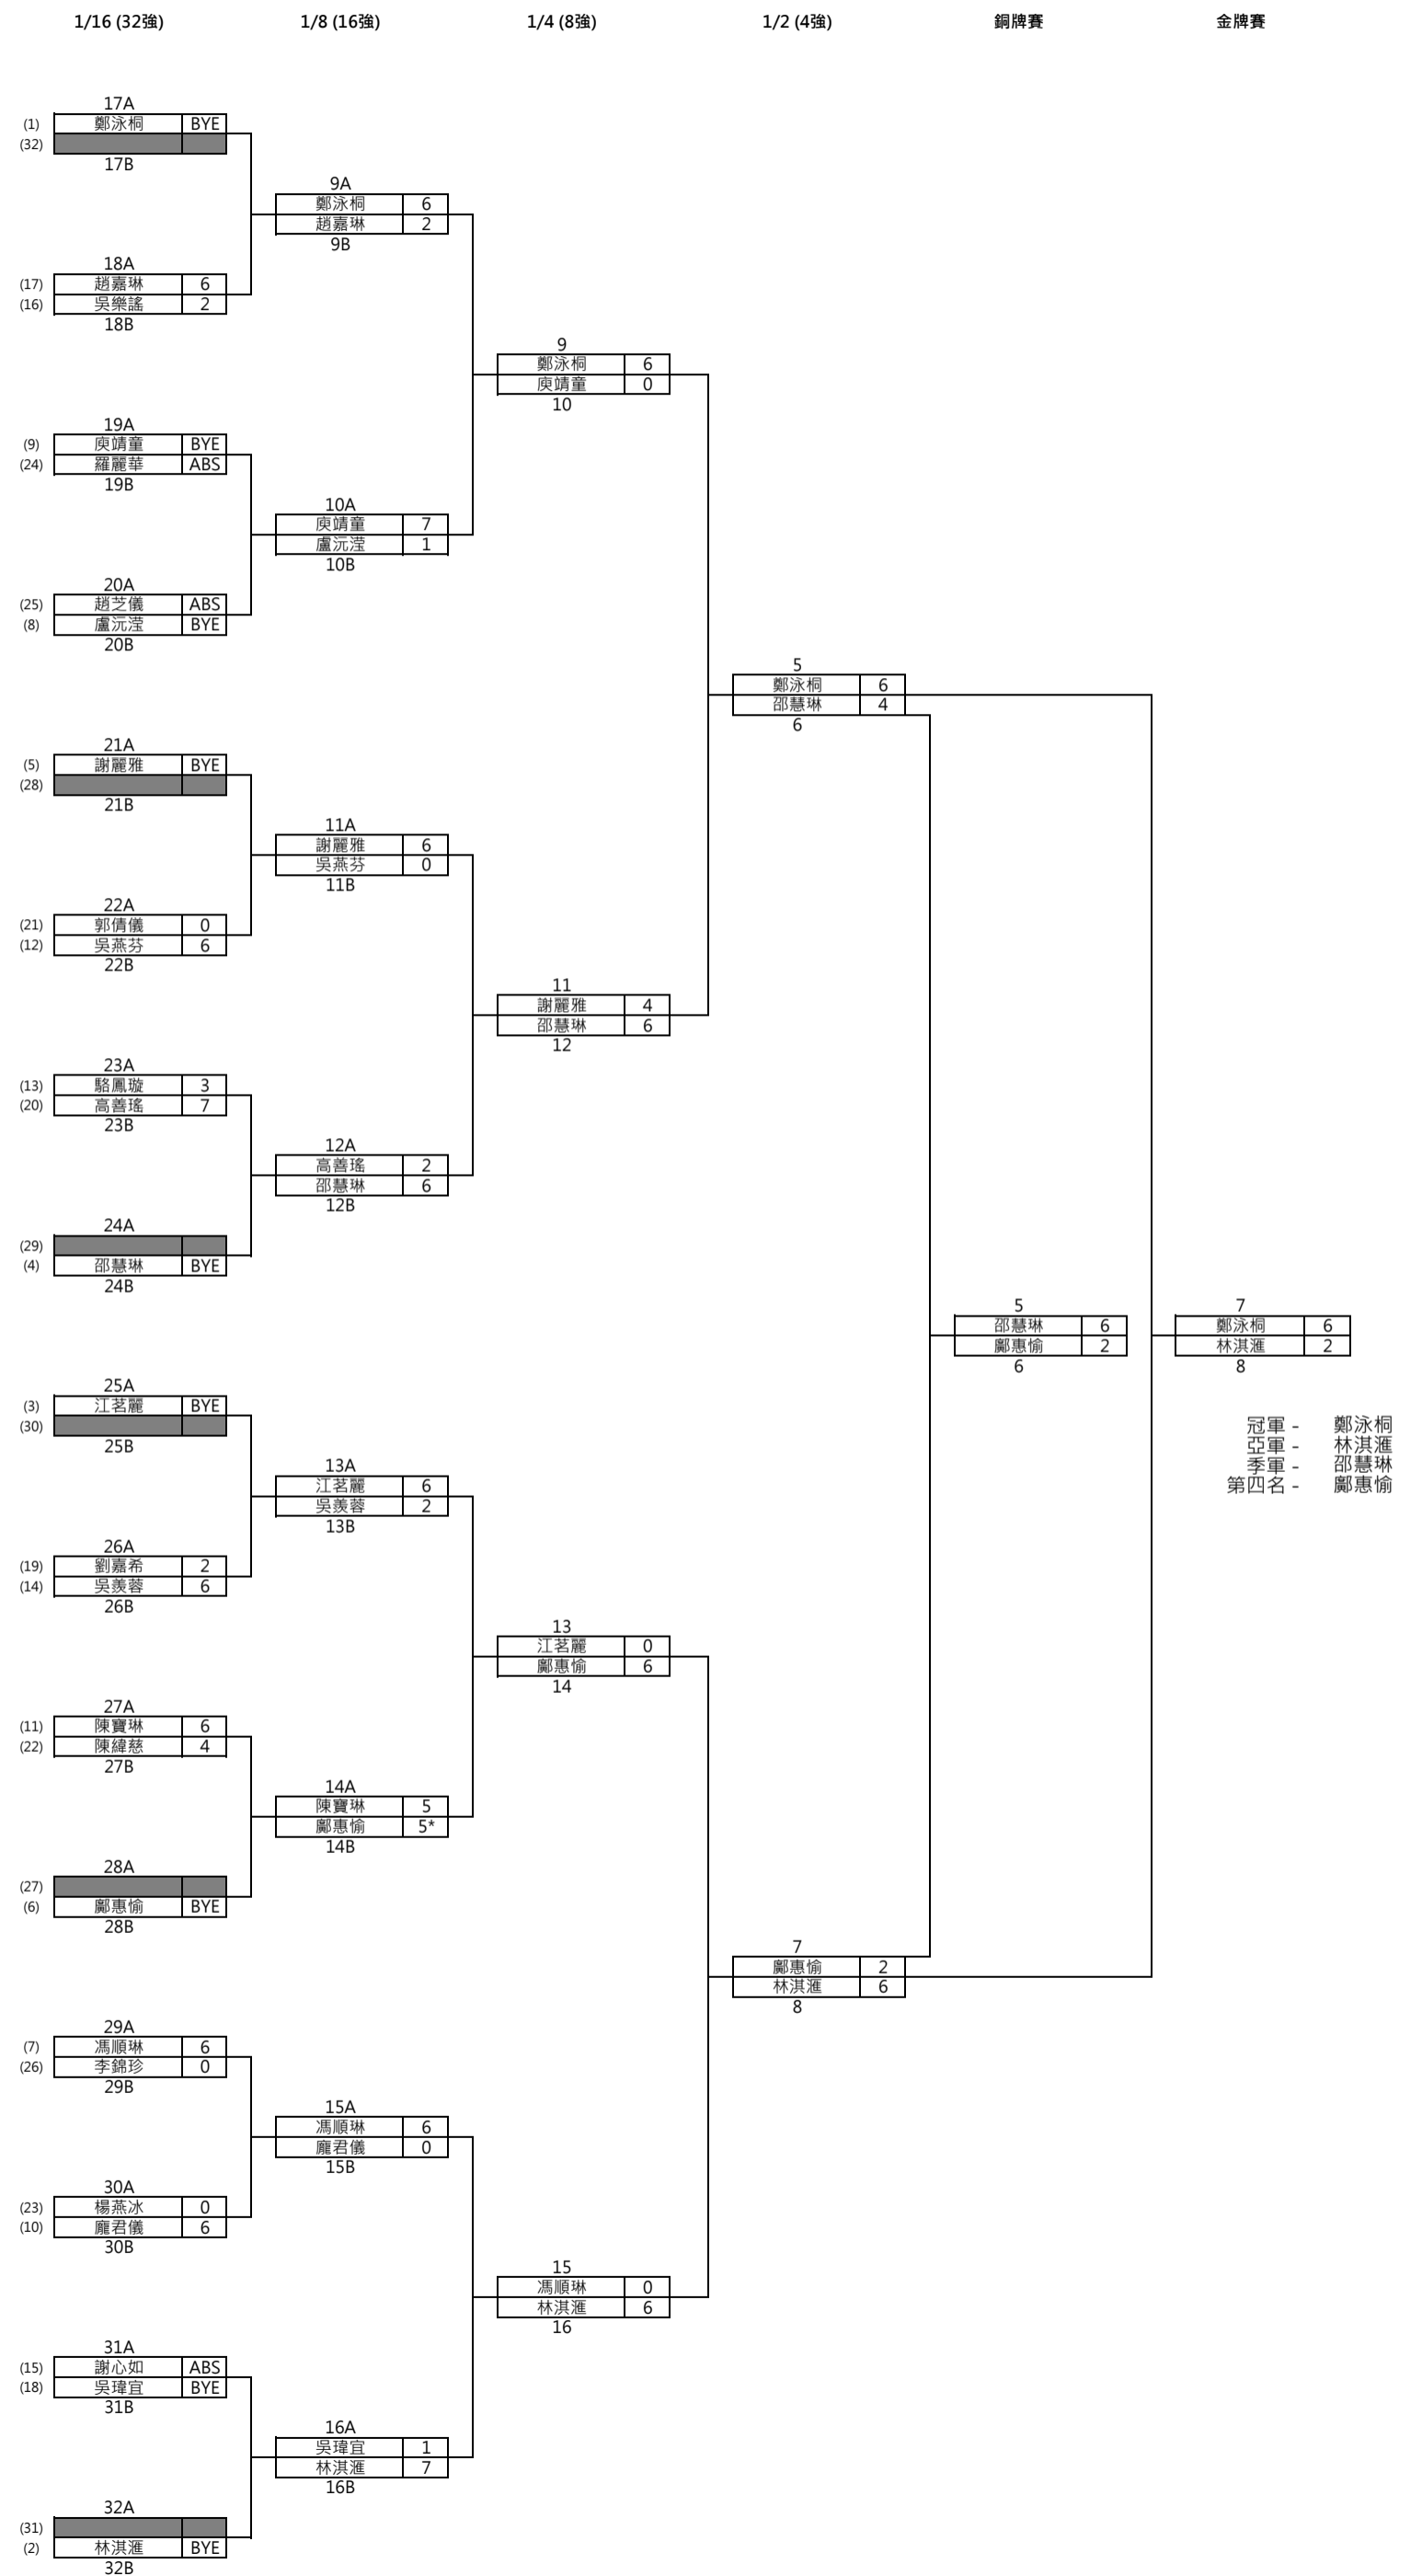 1/16 (32強) 1/8 (16強) 1/4 (8強) 1/2 (4強) 銅牌賽 金牌賽
17A
(1) 鄭泳桐 BYE
(32)
17B
9A
鄭泳桐 6
趙嘉琳 2
9B
18A
(17) 趙嘉琳 6
(16) 吳樂謠 2
18B
9
鄭泳桐 6
庾靖童 0
10
19A
(9) 庾靖童 BYE
(24) 羅麗華 ABS
19B
10A
庾靖童 7
盧沅滢 1
10B
20A
(25) 趙芝儀 ABS
(8) 盧沅滢 BYE
20B
5
鄭泳桐 6
邵慧琳 4
6
21A
(5) 謝麗雅 BYE
(28)
21B
11A
謝麗雅 6
吳燕芬 0
11B
22A
(21) 郭倩儀 0
(12) 吳燕芬 6
22B
11
謝麗雅 4
邵慧琳 6
12
23A
(13) 駱鳳璇 3
(20) 高善瑤 7
23B
12A
高善瑤 2
邵慧琳 6
12B
24A
(29)
(4) 邵慧琳 BYE
24B
5
邵慧琳 6
鄺惠愉 2
6
7
鄭泳桐 6
林淇滙 2
8
25A
(3) 江茗麗 BYE
(30)
25B
冠軍 - 鄭泳桐
亞軍 - 林淇滙
季軍 - 邵慧琳
第四名 - 鄺惠愉
13A
江茗麗 6
吳羨蓉 2
13B
26A
(19) 劉嘉希 2
(14) 吳羨蓉 6
26B
13
江茗麗 0
鄺惠愉 6
14
27A
(11) 陳寶琳 6
(22) 陳緯慈 4
27B
14A
陳寶琳 5
鄺惠愉 5*
14B
28A
(27)
(6) 鄺惠愉 BYE
28B
7
鄺惠愉 2
林淇滙 6
8
29A
(7) 馮順琳 6
(26) 李錦珍 0
29B
15A
馮順琳 6
龐君儀 0
15B
30A
(23) 楊燕冰 0
(10) 龐君儀 6
30B
15
馮順琳 0
林淇滙 6
16
31A
(15) 謝心如 ABS
(18) 吳瑋宜 BYE
31B
16A
吳瑋宜 1
林淇滙 7
16B
32A
(31)
(2) 林淇滙 BYE
32B